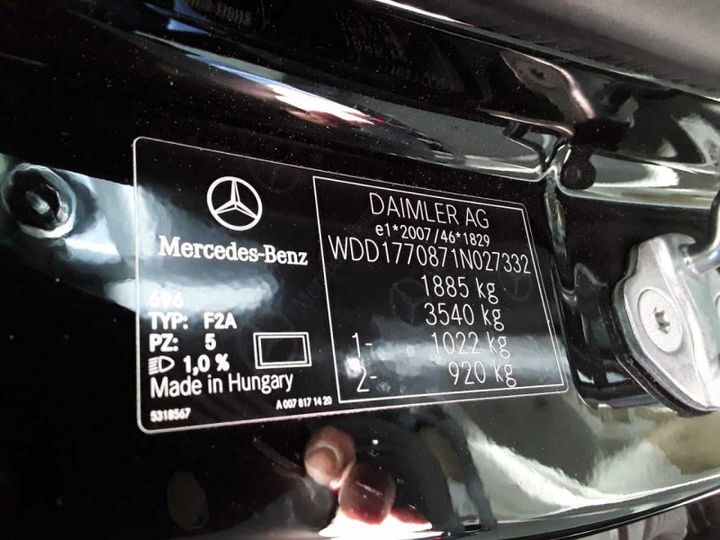 Mercedes-Benz
696
TYP: F2A
PZ: 5
1,0 %
Made in Hungary
5318567
A 007 817 14 20
DAIMLER AG
e1*2007/46*1829
WDD1770871N027332
1885 kg
3540 kg
1- 1022 kg
2- 920 kg